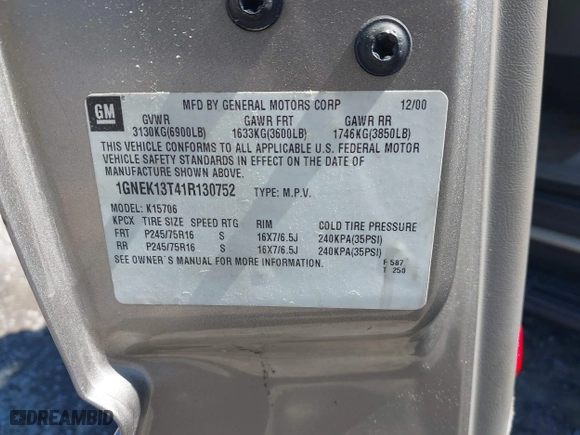 GM
MFD BY GENERAL MOTORS CORP 12/00
GVWR GAWR FRT GAWR RR
3130KG(6900LB) 1633KG(3600LB) 1746KG(3850LB)
THIS VEHICLE CONFORMS TO ALL APPLICABLE U.S. FEDERAL MOTOR
VEHICLE SAFETY STANDARDS IN EFFECT ON THE DATE OF
MANUFACTURE SHOWN ABOVE.
1GNEK13T41R130752 TYPE: M.P.V.
MODEL: K15706
KPCX TIRE SIZE SPEED RTG RIM COLD TIRE PRESSURE
FRT P245/75R16 S 16X7/6.5J 240KPA(35PSI)
RR P245/75R16 S 16X7/6.5J 240KPA(35PSI)
SEE OWNER'S MANUAL FOR MORE INFORMATION. F 587
T 250
DREAMBID